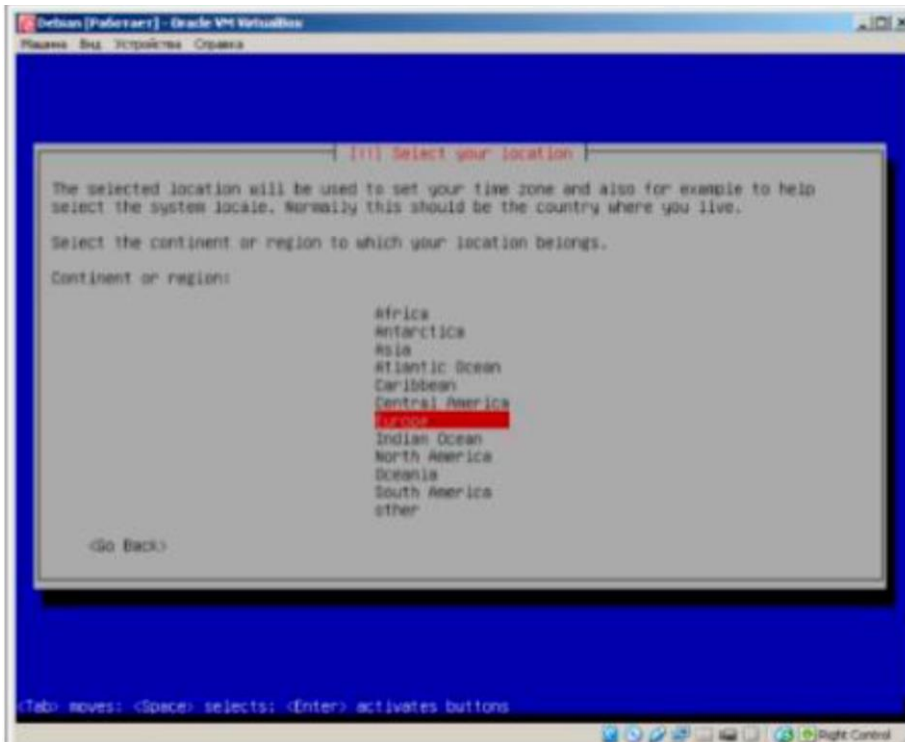 Debian [Работает] - Oracle VM VirtualBox
Машина Вид Устройства Справка
[!!] Select your location
The selected location will be used to set your time zone and also for example to help
select the system locale. Normally this should be the country where you live.
Select the continent or region to which your location belongs.
Continent or region:
Africa
Antarctica
Asia
Atlantic Ocean
Caribbean
Central America
Europe
Indian Ocean
North America
Oceania
South America
other
<Go Back>
<Tab> moves; <Space> selects; <Enter> activates buttons
Right Control